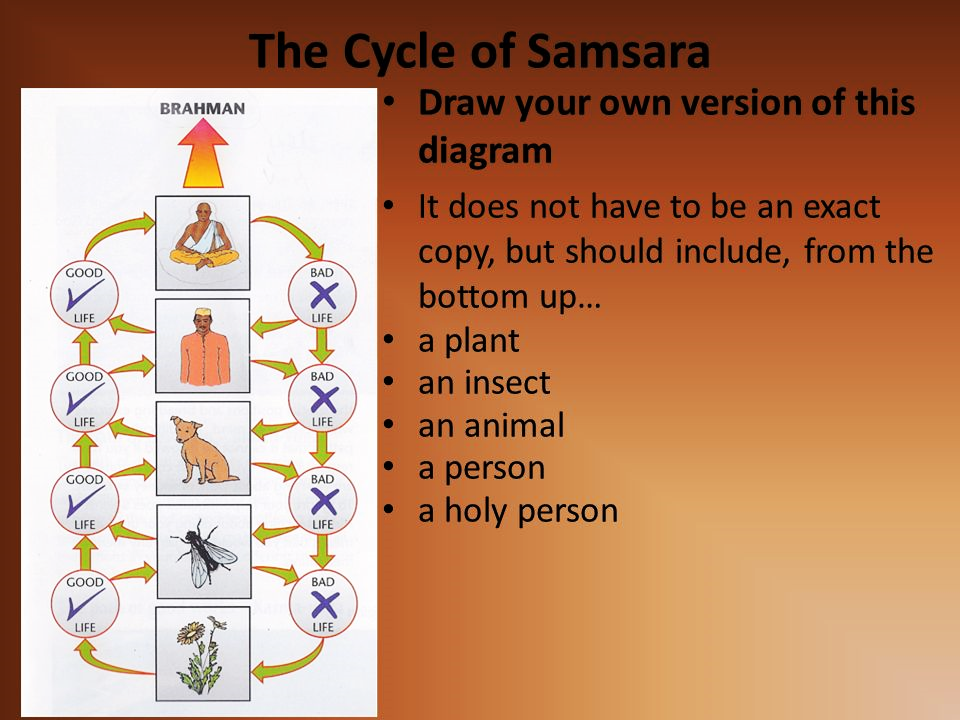 The Cycle of Samsara
BRAHMAN
GOOD
LIFE
BAD
LIFE
GOOD
LIFE
BAD
LIFE
GOOD
LIFE
BAD
LIFE
GOOD
LIFE
BAD
LIFE
• Draw your own version of this
diagram
• It does not have to be an exact
copy, but should include, from the
bottom up…
• a plant
• an insect
• an animal
• a person
• a holy person